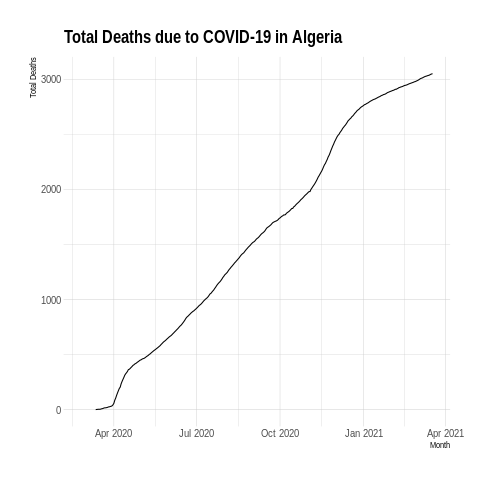 Total Deaths due to COVID-19 in Algeria
Total Deaths
3000
2000
1000
0
Apr 2020 Jul 2020 Oct 2020 Jan 2021 Apr 2021
Month